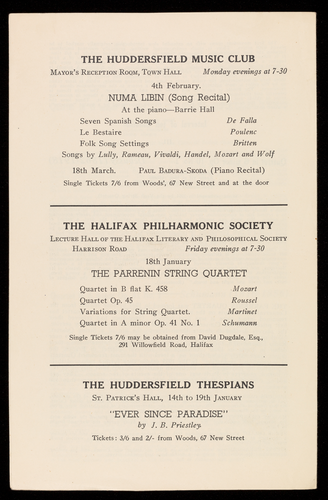 THE HUDDERSFIELD MUSIC CLUB
MAYOR'S RECEPTION ROOM, TOWN HALL Monday evenings at 7-30
4th February.
NUMA LIBIN (Song Recital)
At the piano—Barrie Hall
Seven Spanish Songs De Falla
Le Bestaire Poulenc
Folk Song Settings Britten
Songs by Lully, Rameau, Vivaldi, Handel, Mozart and Wolf
18th March. PAUL BADURA-SKODA (Piano Recital)
Single Tickets 7/6 from Woods', 67 New Street and at the door
THE HALIFAX PHILHARMONIC SOCIETY
LECTURE HALL OF THE HALIFAX LITERARY AND PHILOSOPHICAL SOCIETY
HARRISON ROAD Friday evenings at 7-30
18th January
THE PARRENIN STRING QUARTET
Quartet in B flat K. 458 Mozart
Quartet Op. 45 Roussel
Variations for String Quartet. Martinet
Quartet in A minor Op. 41 No. 1 Schumann
Single Tickets 7/6 may be obtained from David Dugdale, Esq.,
291 Willowfield Road, Halifax
THE HUDDERSFIELD THESPIANS
ST. PATRICK'S HALL, 14th to 19th JANUARY
"EVER SINCE PARADISE"
by J. B. Priestley
Tickets: 3/6 and 2/- from Woods, 67 New Street